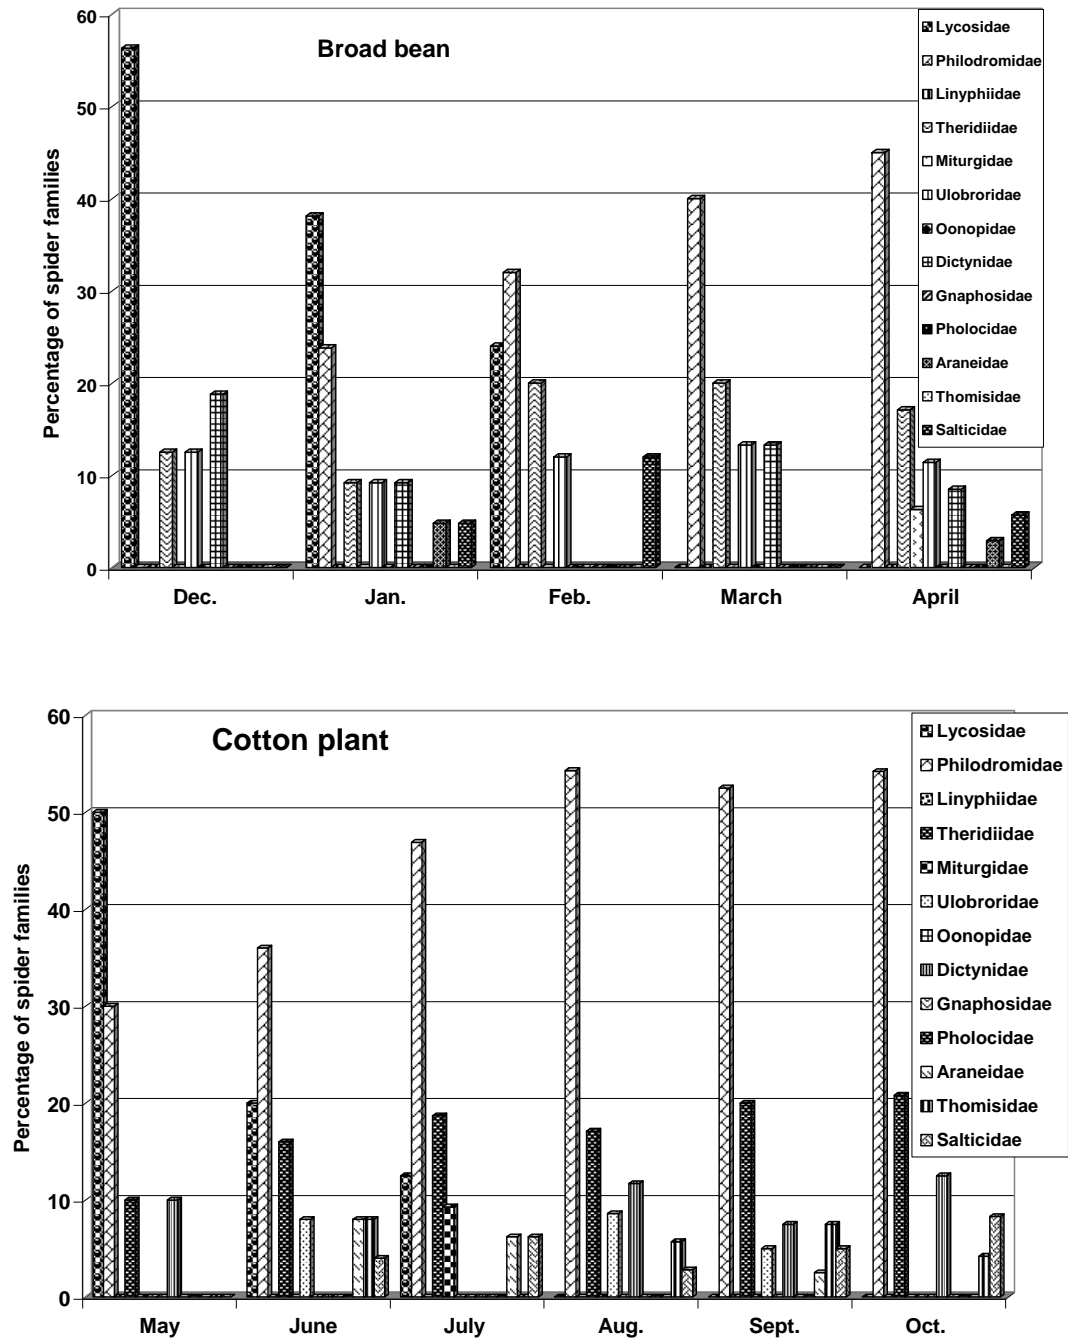 Broad bean
Percentage of spider families
60
50
40
30
20
10
0
Dec. Jan. Feb. March April
Lycosidae
Philodromidae
Linyphiidae
Theridiidae
Miturgidae
Ulobroridae
Oonopidae
Dictynidae
Gnaphosidae
Pholocidae
Araneidae
Thomisidae
Salticidae
Cotton plant
Percentage of spider families
60
50
40
30
20
10
0
May June July Aug. Sept. Oct.
Lycosidae
Philodromidae
Linyphiidae
Theridiidae
Miturgidae
Ulobroridae
Oonopidae
Dictynidae
Gnaphosidae
Pholocidae
Araneidae
Thomisidae
Salticidae